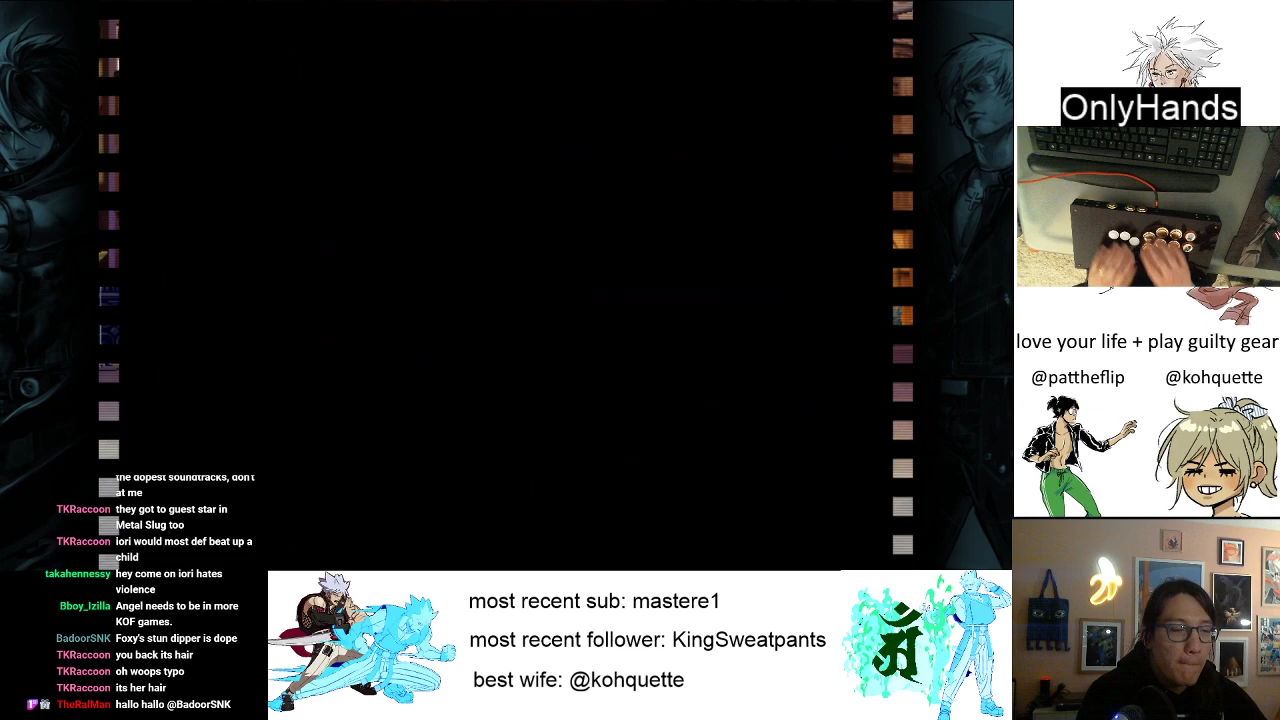 OnlyHands
love your life + play guilty gear
@pattheflip @kohquette
the dopest soundtracks, don't
at me
TKRaccoon they got to guest star in
Metal Slug too
TKRaccoon iori would most def beat up a
child
takahennessy hey come on iori hates
violence
Bboy_Izilla Angel needs to be in more
KOF games.
BadoorSNK Foxy's stun dipper is dope
TKRaccoon you back its hair
TKRaccoon oh woops typo
TKRaccoon its her hair
TheRalMan hallo hallo @BadoorSNK
most recent sub: mastere1
most recent follower: KingSweatpants
best wife: @kohquette